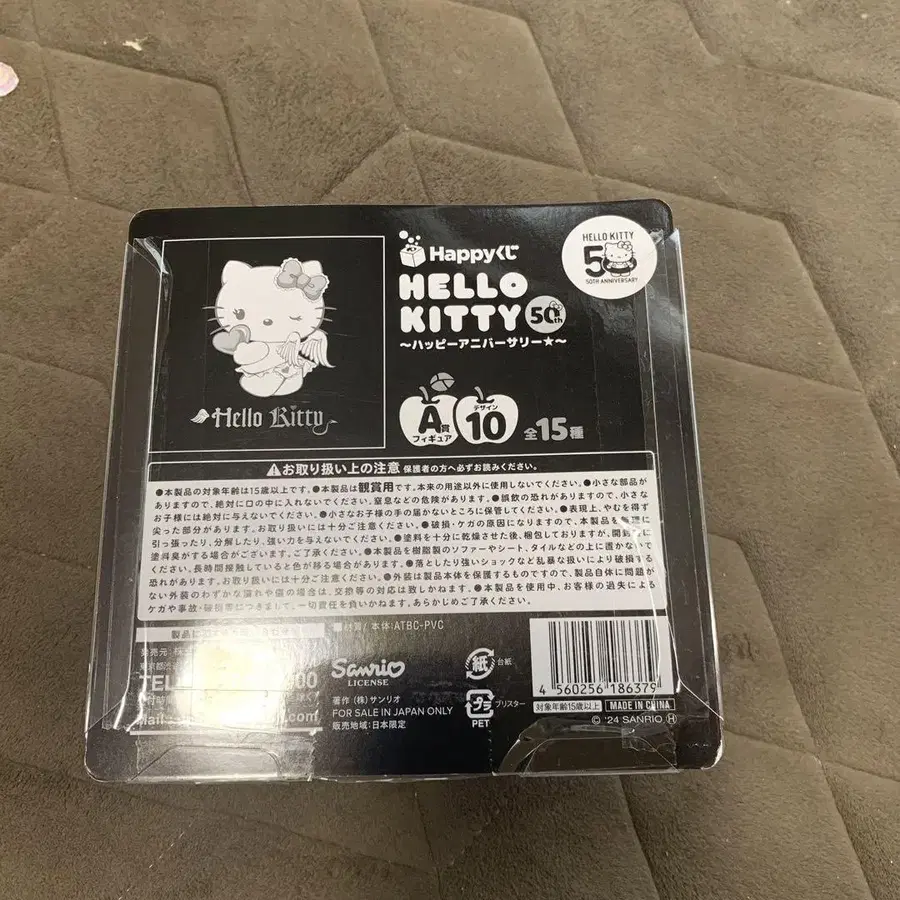 Happyくじ
HELLO
KITTY 50th
〜ハッピーアニバーサリー★〜
HELLO KITTY
50
50TH ANNIVERSARY
Hello Kitty
A賞
フィギュア
デザイン
10
全15種
⚠お取り扱い上の注意 保護者の方へ必ずお読みください。
●本製品の対象年齢は15歳以上です。●本製品は観賞用です。本来の用途以外に使用しないでください。●小さな部品が
ありますので、絶対に口の中に入れないでください。窒息などの危険があります。●誤飲の恐れがありますので、小さな
お子様には絶対に与えないでください。●小さなお子様の手の届かないところに保管してください。●表現上、やむを得ず
尖った部分があります。お取り扱いには十分ご注意ください。●破損・ケガの原因になりますので、本製品を無理に
引っ張ったり、分解したり、強い力を与えないでください。●塗料を十分に乾燥させた後、梱包しておりますが、開封時に
塗料臭がする場合がございます。ご了承ください。●本製品を樹脂製のソファーやシート、タイルなどの上に置かないで
ください。長時間接触していると色が移る場合があります。●落としたり強いショックなど乱暴な扱いにより破損する
恐れがあります。お取り扱いには十分ご注意ください。●外装は製品本体を保護するものですので、製品自体に問題が
ない外装のわずかな潰れや傷の場合は、交換等の対応は致しかねます。●本製品を使用中、お客様の過失による
ケガや事故・破損等につきまして、一切責任を負いかねます。あらかじめご了承ください。
材質/本体:ATBC-PVC
発売元:株
東京都渋
TEL
00
Mail:
.com
Sanrio
LICENSE
著作(株)サンリオ
FOR SALE IN JAPAN ONLY
販売地域:日本限定
紙 台紙
プラ ブリスター
PET
4 560256 186379
対象年齢15歳以上 MADE IN CHINA
© '24 SANRIO Ⓗ